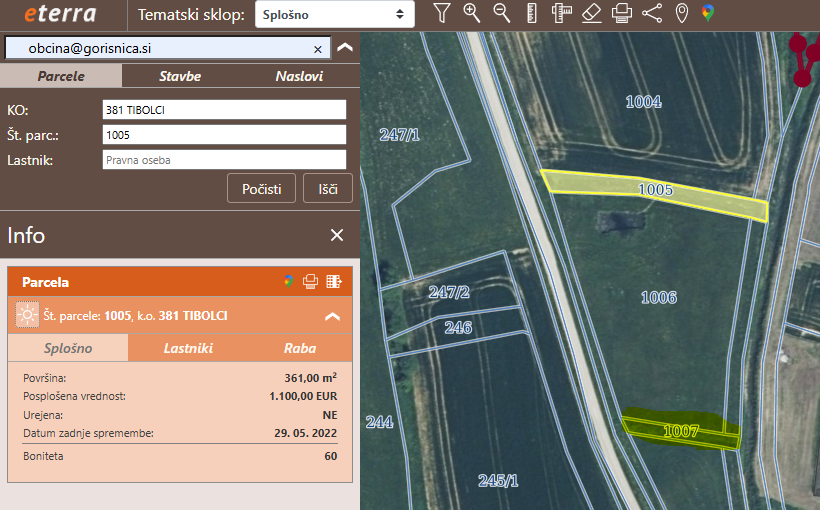 eterra
Tematski sklop: Splošno
obcina@gorisnica.si ×
Parcele Stavbe Naslovi
KO: 381 TIBOLCI
Št. parc.: 1005
Lastnik: Pravna oseba
Počisti Išči
Info
Parcela
Št. parcele: 1005, k.o. 381 TIBOLCI
Splošno Lastniki Raba
Površina: 361,00 m²
Posplošena vrednost: 1.100,00 EUR
Urejena: NE
Datum zadnje spremembe: 29. 05. 2022
Boniteta 60
1004
247/1
1005
247/2
1006
246
244
1007
245/1